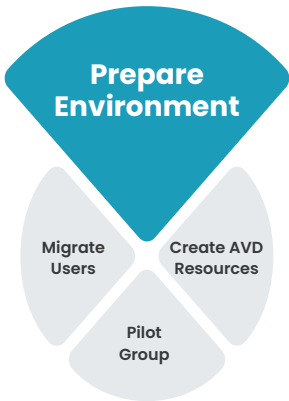 Prepare
Environment
Migrate
Users
Create AVD
Resources
Pilot
Group